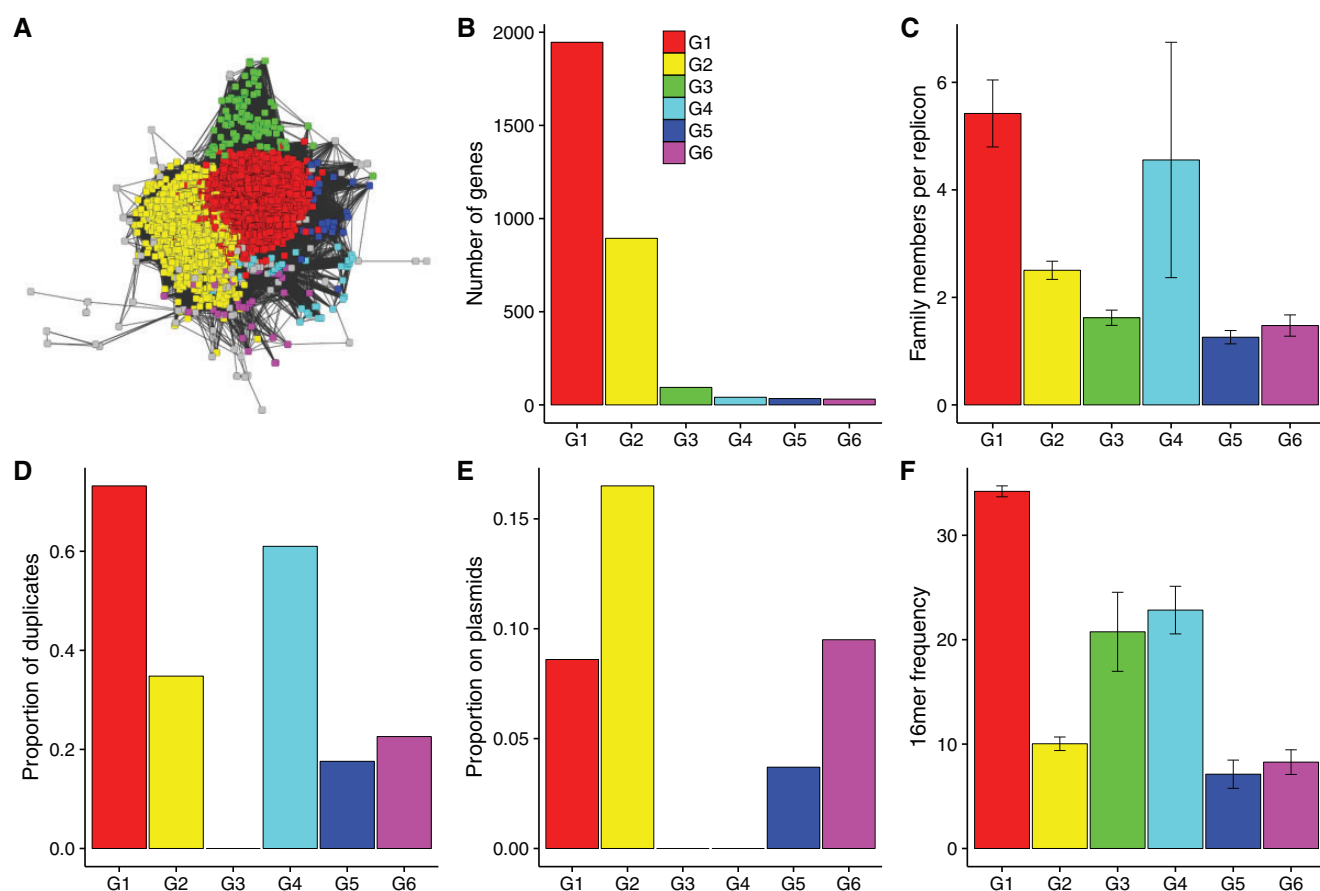 A
B
2000
1500
1000
500
0
Number of genes
G1
G2
G3
G4
G5
G6
G1 G2 G3 G4 G5 G6
C
6
4
2
0
Family members per replicon
G1 G2 G3 G4 G5 G6
D
0.6
0.4
0.2
0.0
Proportion of duplicates
G1 G2 G3 G4 G5 G6
E
0.15
0.10
0.05
0.00
Proportion on plasmids
G1 G2 G3 G4 G5 G6
F
30
20
10
0
16mer frequency
G1 G2 G3 G4 G5 G6